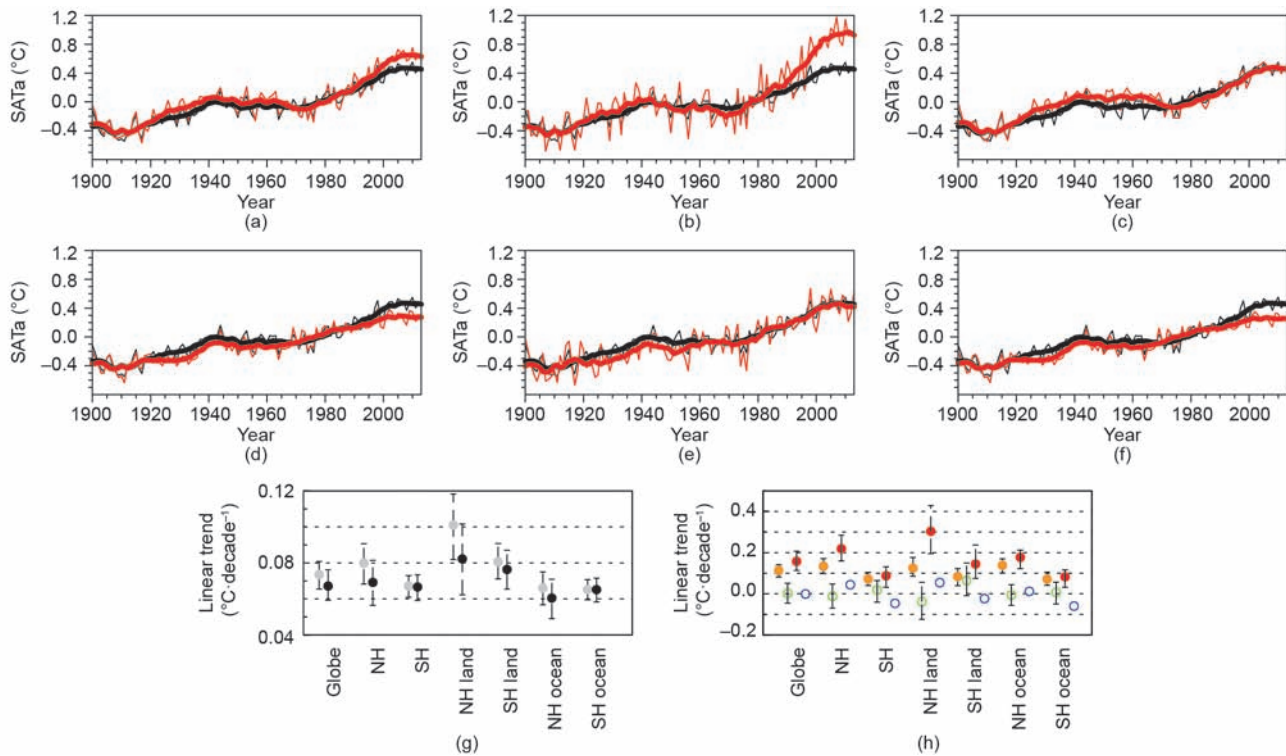 1.2
0.8
0.4
0.0
–0.4
SATa (°C)
1900 1920 1940 1960 1980 2000
Year
(a)
1.2
0.8
0.4
0.0
–0.4
SATa (°C)
1900 1920 1940 1960 1980 2000
Year
(b)
1.2
0.8
0.4
0.0
–0.4
SATa (°C)
1900 1920 1940 1960 1980 2000
Year
(c)
1.2
0.8
0.4
0.0
–0.4
SATa (°C)
1900 1920 1940 1960 1980 2000
Year
(d)
1.2
0.8
0.4
0.0
–0.4
SATa (°C)
1900 1920 1940 1960 1980 2000
Year
(e)
1.2
0.8
0.4
0.0
–0.4
SATa (°C)
1900 1920 1940 1960 1980 2000
Year
(f)
0.12
0.08
0.04
Linear trend
(°C·decade⁻¹)
Globe
NH
SH
NH land
SH land
NH ocean
SH ocean
(g)
0.4
0.2
0.0
–0.2
Linear trend
(°C·decade⁻¹)
Globe
NH
SH
NH land
SH land
NH ocean
SH ocean
(h)